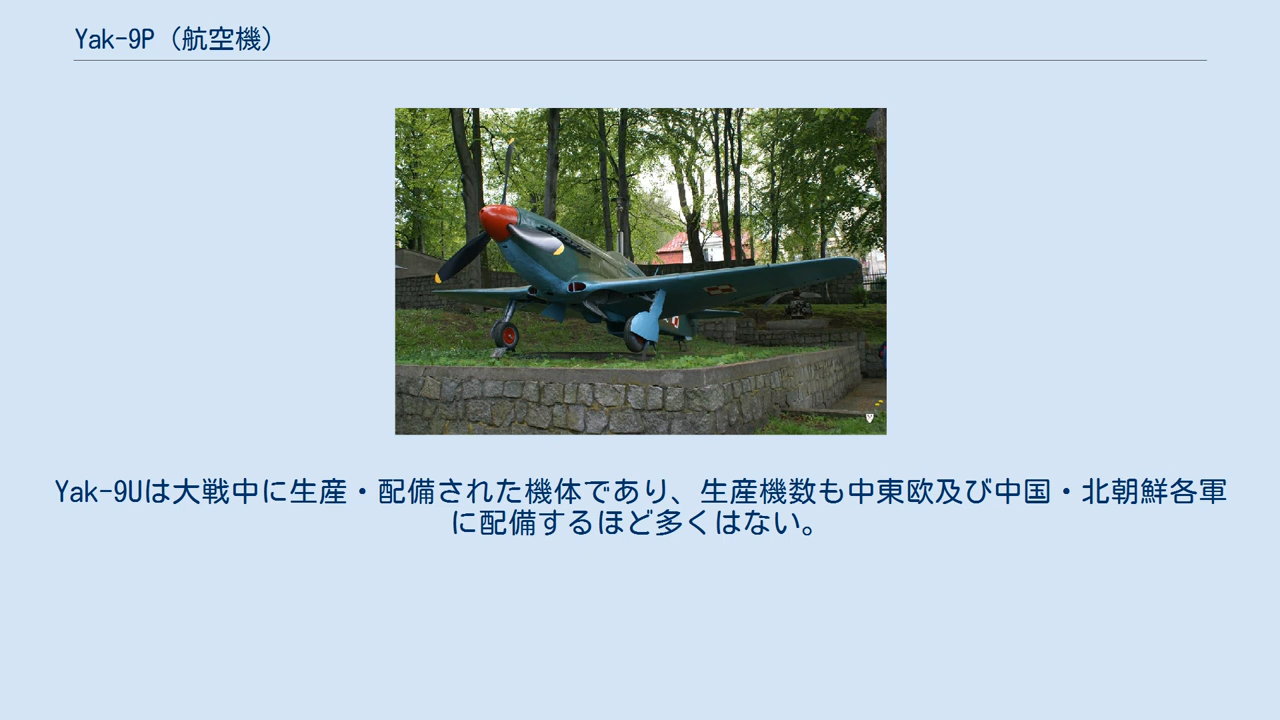 Yak-9P（航空機）
Yak-9Uは大戦中に生産・配備された機体であり、生産機数も中東欧及び中国・北朝鮮各軍
に配備するほど多くはない。